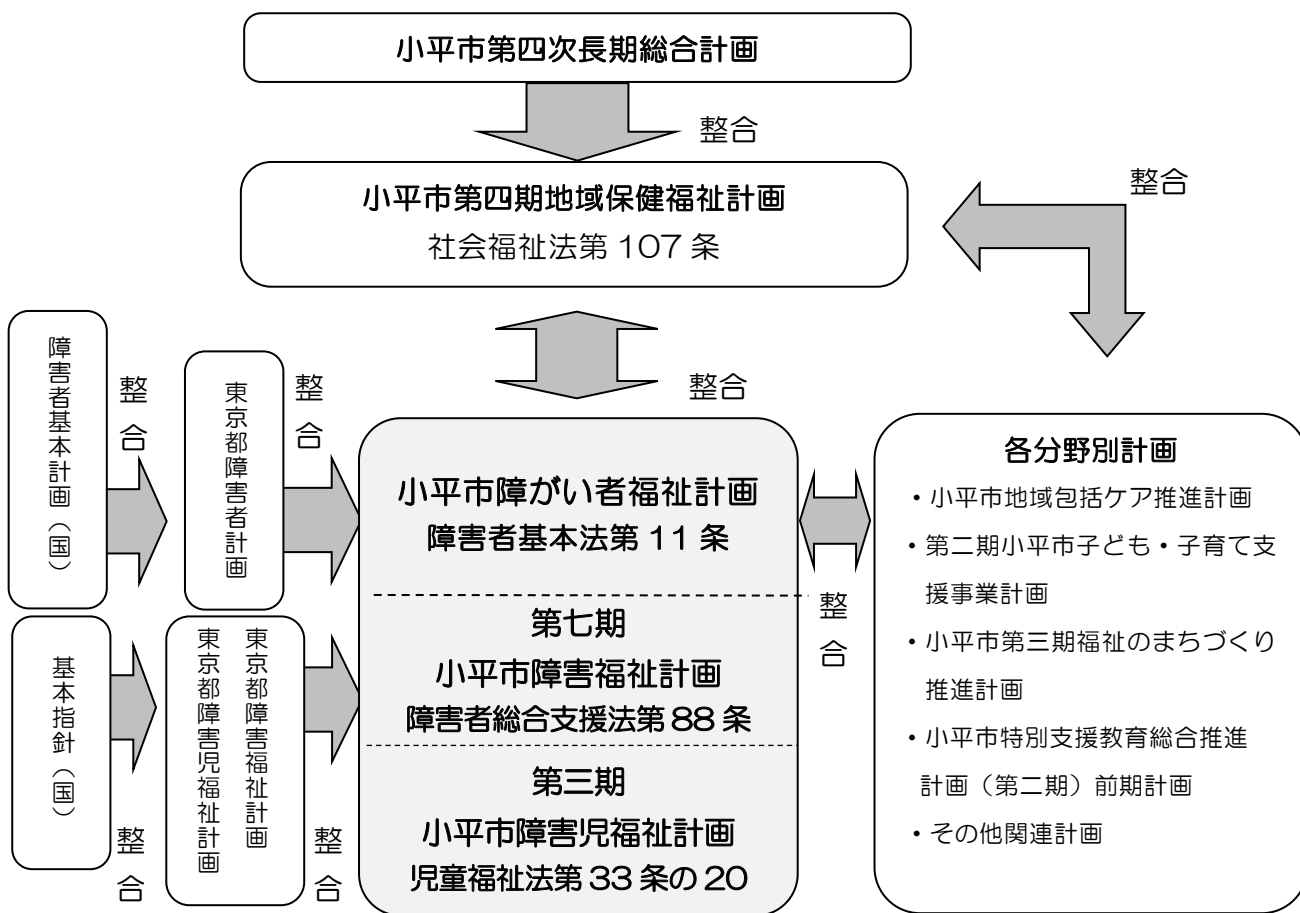 小平市第四次長期総合計画
整合
小平市第四期地域保健福祉計画
社会福祉法第 107 条
整合
整合
障害者基本計画（国）
整合
東京都障害者計画
整合
基本指針（国）
整合
東京都障害福祉計画
東京都障害児福祉計画
整合
小平市障がい者福祉計画
障害者基本法第 11 条
第七期
小平市障害福祉計画
障害者総合支援法第 88 条
第三期
小平市障害児福祉計画
児童福祉法第 33 条の 20
整合
各分野別計画
・小平市地域包括ケア推進計画
・第二期小平市子ども・子育て支
援事業計画
・小平市第三期福祉のまちづくり
推進計画
・小平市特別支援教育総合推進
計画（第二期）前期計画
・その他関連計画